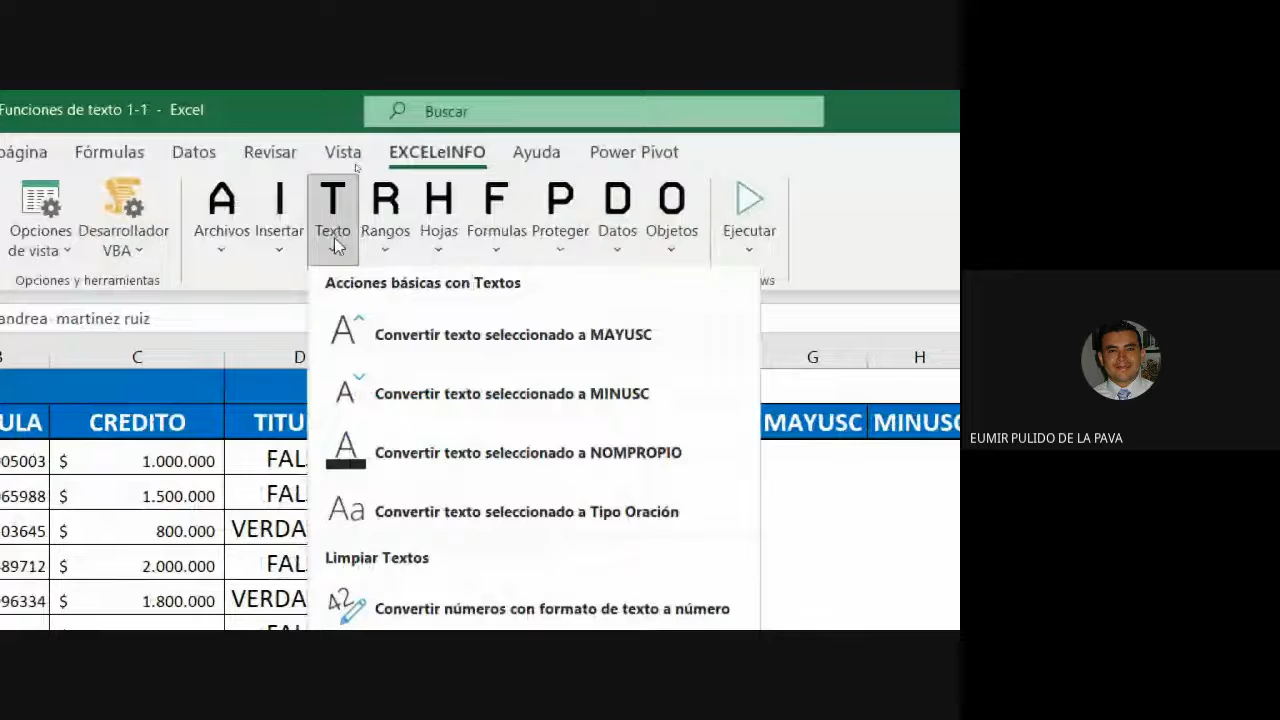 Funciones de texto 1-1 - Excel
Buscar
página Fórmulas Datos Revisar Vista EXCELeINFO Ayuda Power Pivot
A I T R H F P D O
Opciones de vista Desarrollador VBA Archivos Insertar Texto Rangos Hojas Formulas Proteger Datos Objetos Ejecutar
Opciones y herramientas
Acciones básicas con Textos
andrea martinez ruiz
Convertir texto seleccionado a MAYUSC
Convertir texto seleccionado a MINUSC
Convertir texto seleccionado a NOMPROPIO
Convertir texto seleccionado a Tipo Oración
Limpiar Textos
Convertir números con formato de texto a número
C D G H
ULA CREDITO TITU MAYUSC MINUSC
05003 $ 1.000.000 FAL
65988 $ 1.500.000 FAL
03645 $ 800.000 VERDA
89712 $ 2.000.000 FAL
96334 $ 1.800.000 VERDA
EUMIR PULIDO DE LA PAVA